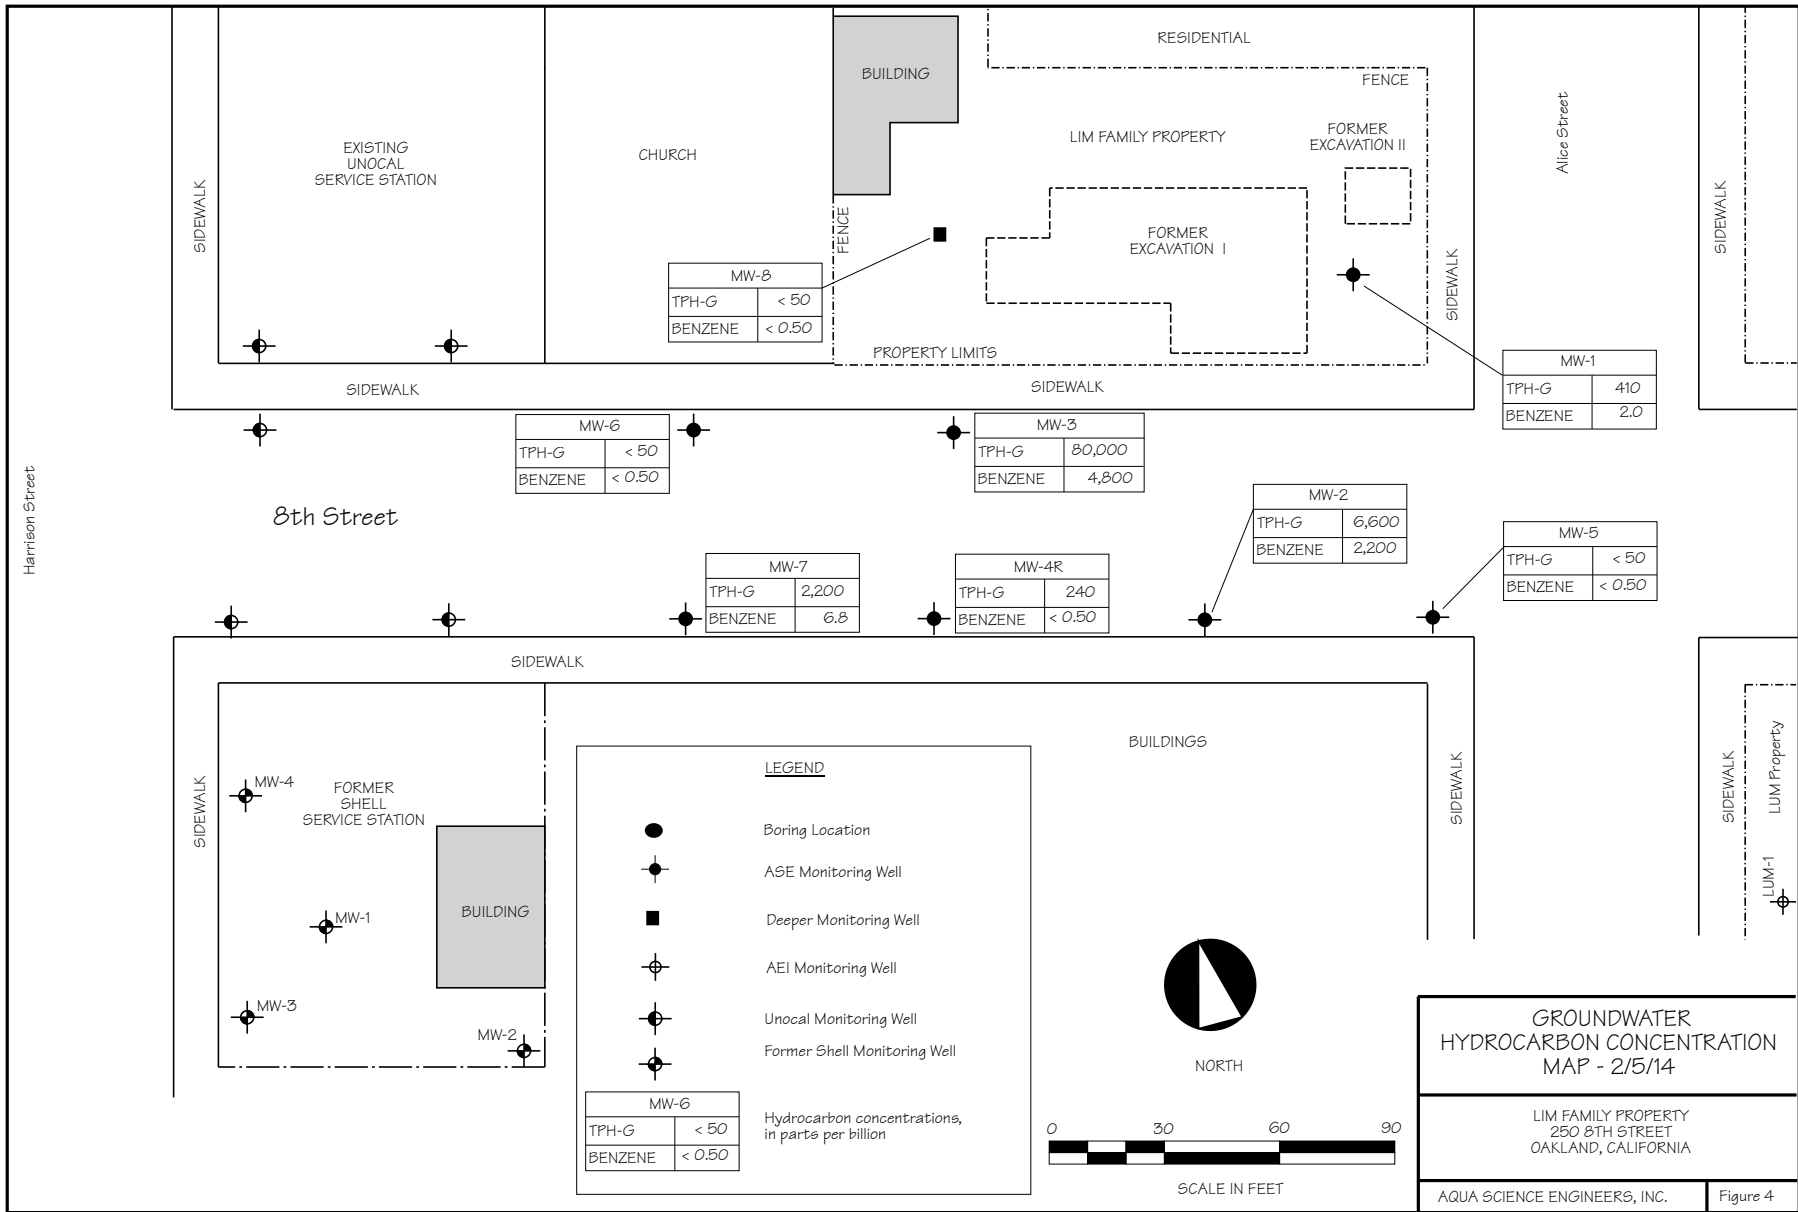 RESIDENTIAL
BUILDING
FENCE
LIM FAMILY PROPERTY
FORMER
EXCAVATION II
Alice Street
EXISTING
UNOCAL
SERVICE STATION
CHURCH
SIDEWALK
FENCE
FORMER
EXCAVATION I
SIDEWALK
SIDEWALK
MW-8
TPH-G < 50
BENZENE < 0.50
PROPERTY LIMITS
MW-1
TPH-G 410
BENZENE 2.0
SIDEWALK
SIDEWALK
MW-6
TPH-G < 50
BENZENE < 0.50
MW-3
TPH-G 80,000
BENZENE 4,800
Harrison Street
8th Street
MW-2
TPH-G 6,600
BENZENE 2,200
MW-5
TPH-G < 50
BENZENE < 0.50
MW-7
TPH-G 2,200
BENZENE 6.8
MW-4R
TPH-G 240
BENZENE < 0.50
SIDEWALK
BUILDINGS
SIDEWALK
MW-4
FORMER
SHELL
SERVICE STATION
BUILDING
MW-1
MW-3
MW-2
SIDEWALK
SIDEWALK
LUM Property
LUM-1
LEGEND
Boring Location
ASE Monitoring Well
Deeper Monitoring Well
AEI Monitoring Well
Unocal Monitoring Well
Former Shell Monitoring Well
MW-6
TPH-G < 50
BENZENE < 0.50
Hydrocarbon concentrations,
in parts per billion
NORTH
0 30 60 90
SCALE IN FEET
GROUNDWATER
HYDROCARBON CONCENTRATION
MAP - 2/5/14
LIM FAMILY PROPERTY
250 8TH STREET
OAKLAND, CALIFORNIA
AQUA SCIENCE ENGINEERS, INC.
Figure 4